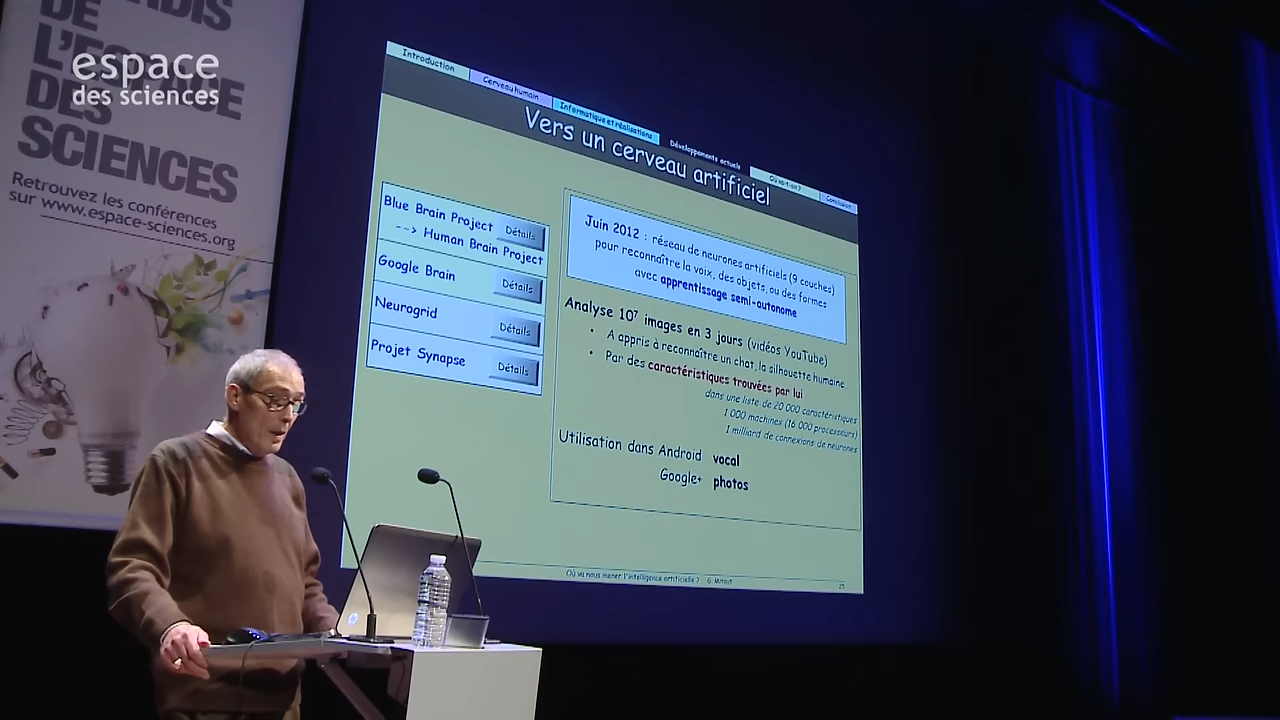 DE
L'ESPACE
DES
SCIENCES
Retrouvez les conférences
sur www.espace-sciences.org
espace
des sciences
Introduction
Cerveau humain
Informatique et réalisations
Développements actuels
Où va-t-on ?
Conclusion
Vers un cerveau artificiel
Blue Brain Project
--> Human Brain Project
Détails
Google Brain
Détails
Neurogrid
Détails
Projet Synapse
Détails
Juin 2012 : réseau de neurones artificiels (9 couches)
pour reconnaître la voix, des objets, ou des formes
avec apprentissage semi-autonome
Analyse 10⁷ images en 3 jours (vidéos YouTube)
• A appris à reconnaître un chat, la silhouette humaine
• Par des caractéristiques trouvées par lui
dans une liste de 20 000 caractéristiques
1 000 machines (16 000 processeurs)
1 milliard de connexions de neurones
Utilisation dans Android vocal
Google+ photos
Où va nous mener l'intelligence artificielle ? G. Mitaut
25
hp